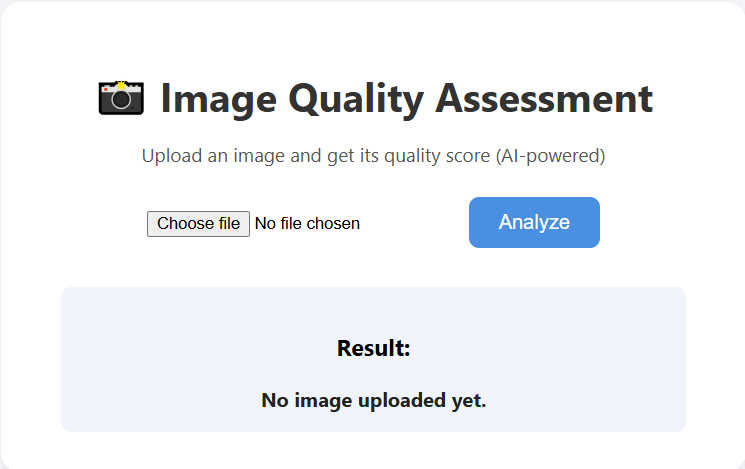 📸 Image Quality Assessment
Upload an image and get its quality score (AI-powered)
Choose file No file chosen
Analyze
Result:
No image uploaded yet.